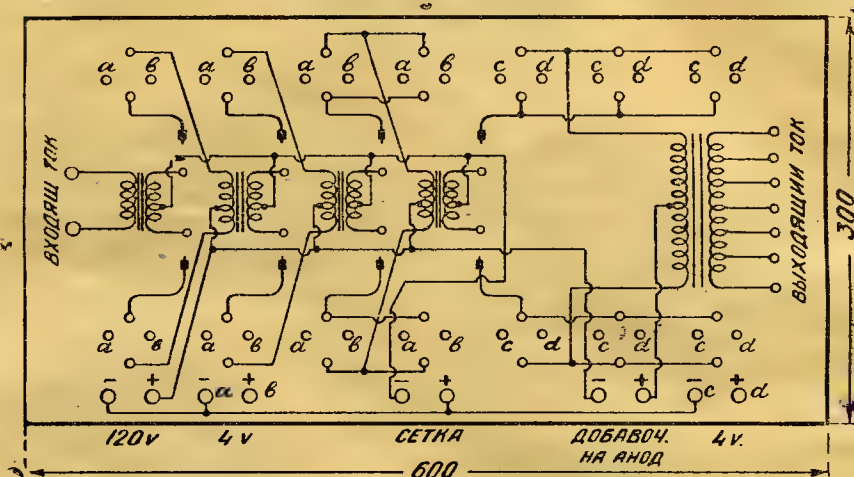 a в a в a в a в c d c d c d
ВХОДЯЩ ТОК
ВЫХОДЯЩИЙ ТОК
300
a в a в a в a в c d c d c d
- + - a + в - + - + - c + d
120v 4v СЕТКА ДОБАВОЧ. 4v.
НА АНОД
600